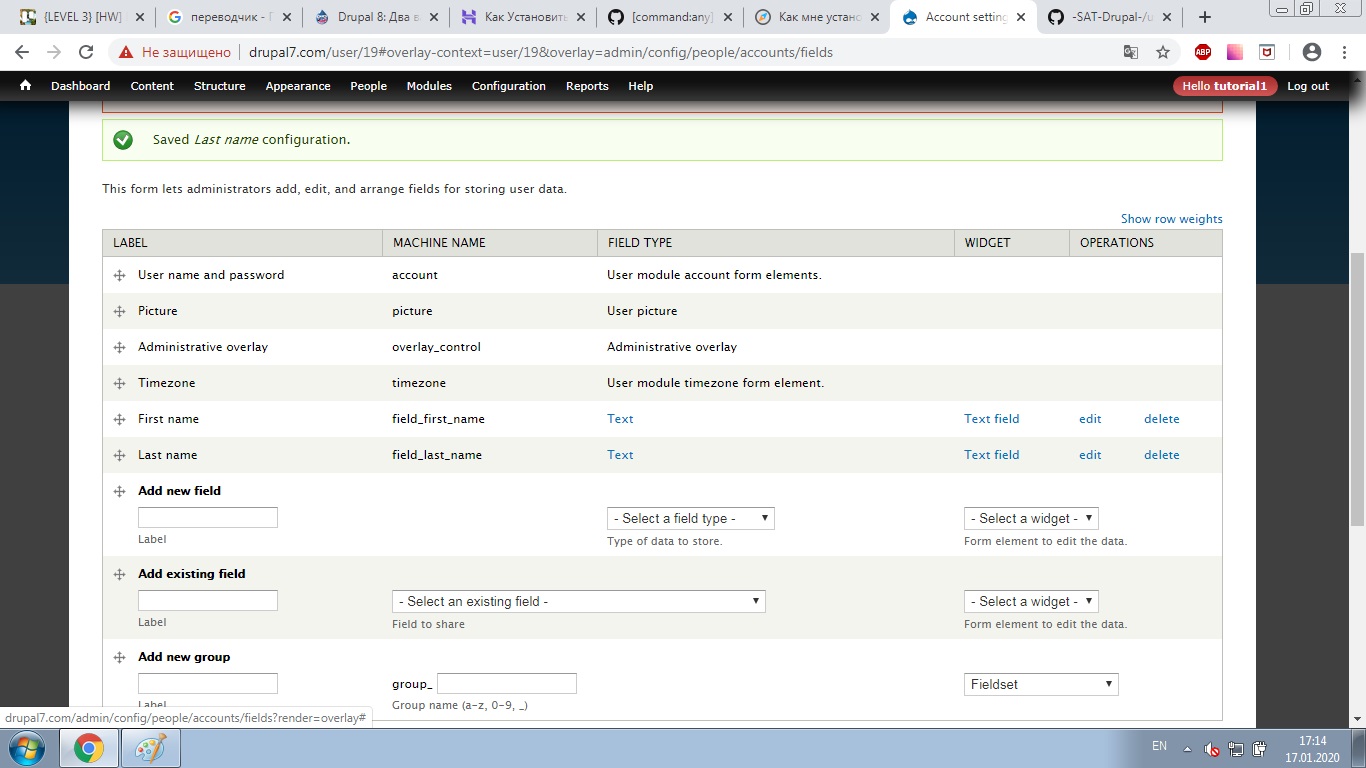 {LEVEL 3} [HW]
переводчик - П
Drupal 8: Два в
Как Установить
[command:any]
Как мне устано
Account setting
-SAT-Drupal-/u
Не защищено
drupal7.com/user/19#overlay-context=user/19&overlay=admin/config/people/accounts/fields
ABP
Dashboard Content Structure Appearance People Modules Configuration Reports Help Hello tutorial1 Log out
Saved Last name configuration.
This form lets administrators add, edit, and arrange fields for storing user data.
Show row weights
LABEL MACHINE NAME FIELD TYPE WIDGET OPERATIONS
User name and password account User module account form elements.
Picture picture User picture
Administrative overlay overlay_control Administrative overlay
Timezone timezone User module timezone form element.
First name field_first_name Text Text field edit delete
Last name field_last_name Text Text field edit delete
Add new field
- Select a field type - - Select a widget -
Label Type of data to store. Form element to edit the data.
Add existing field
- Select an existing field - - Select a widget -
Label Field to share Form element to edit the data.
Add new group
group_ Fieldset
Label Group name (a-z, 0-9, _)
drupal7.com/admin/config/people/accounts/fields?render=overlay#
EN 17:14
17.01.2020